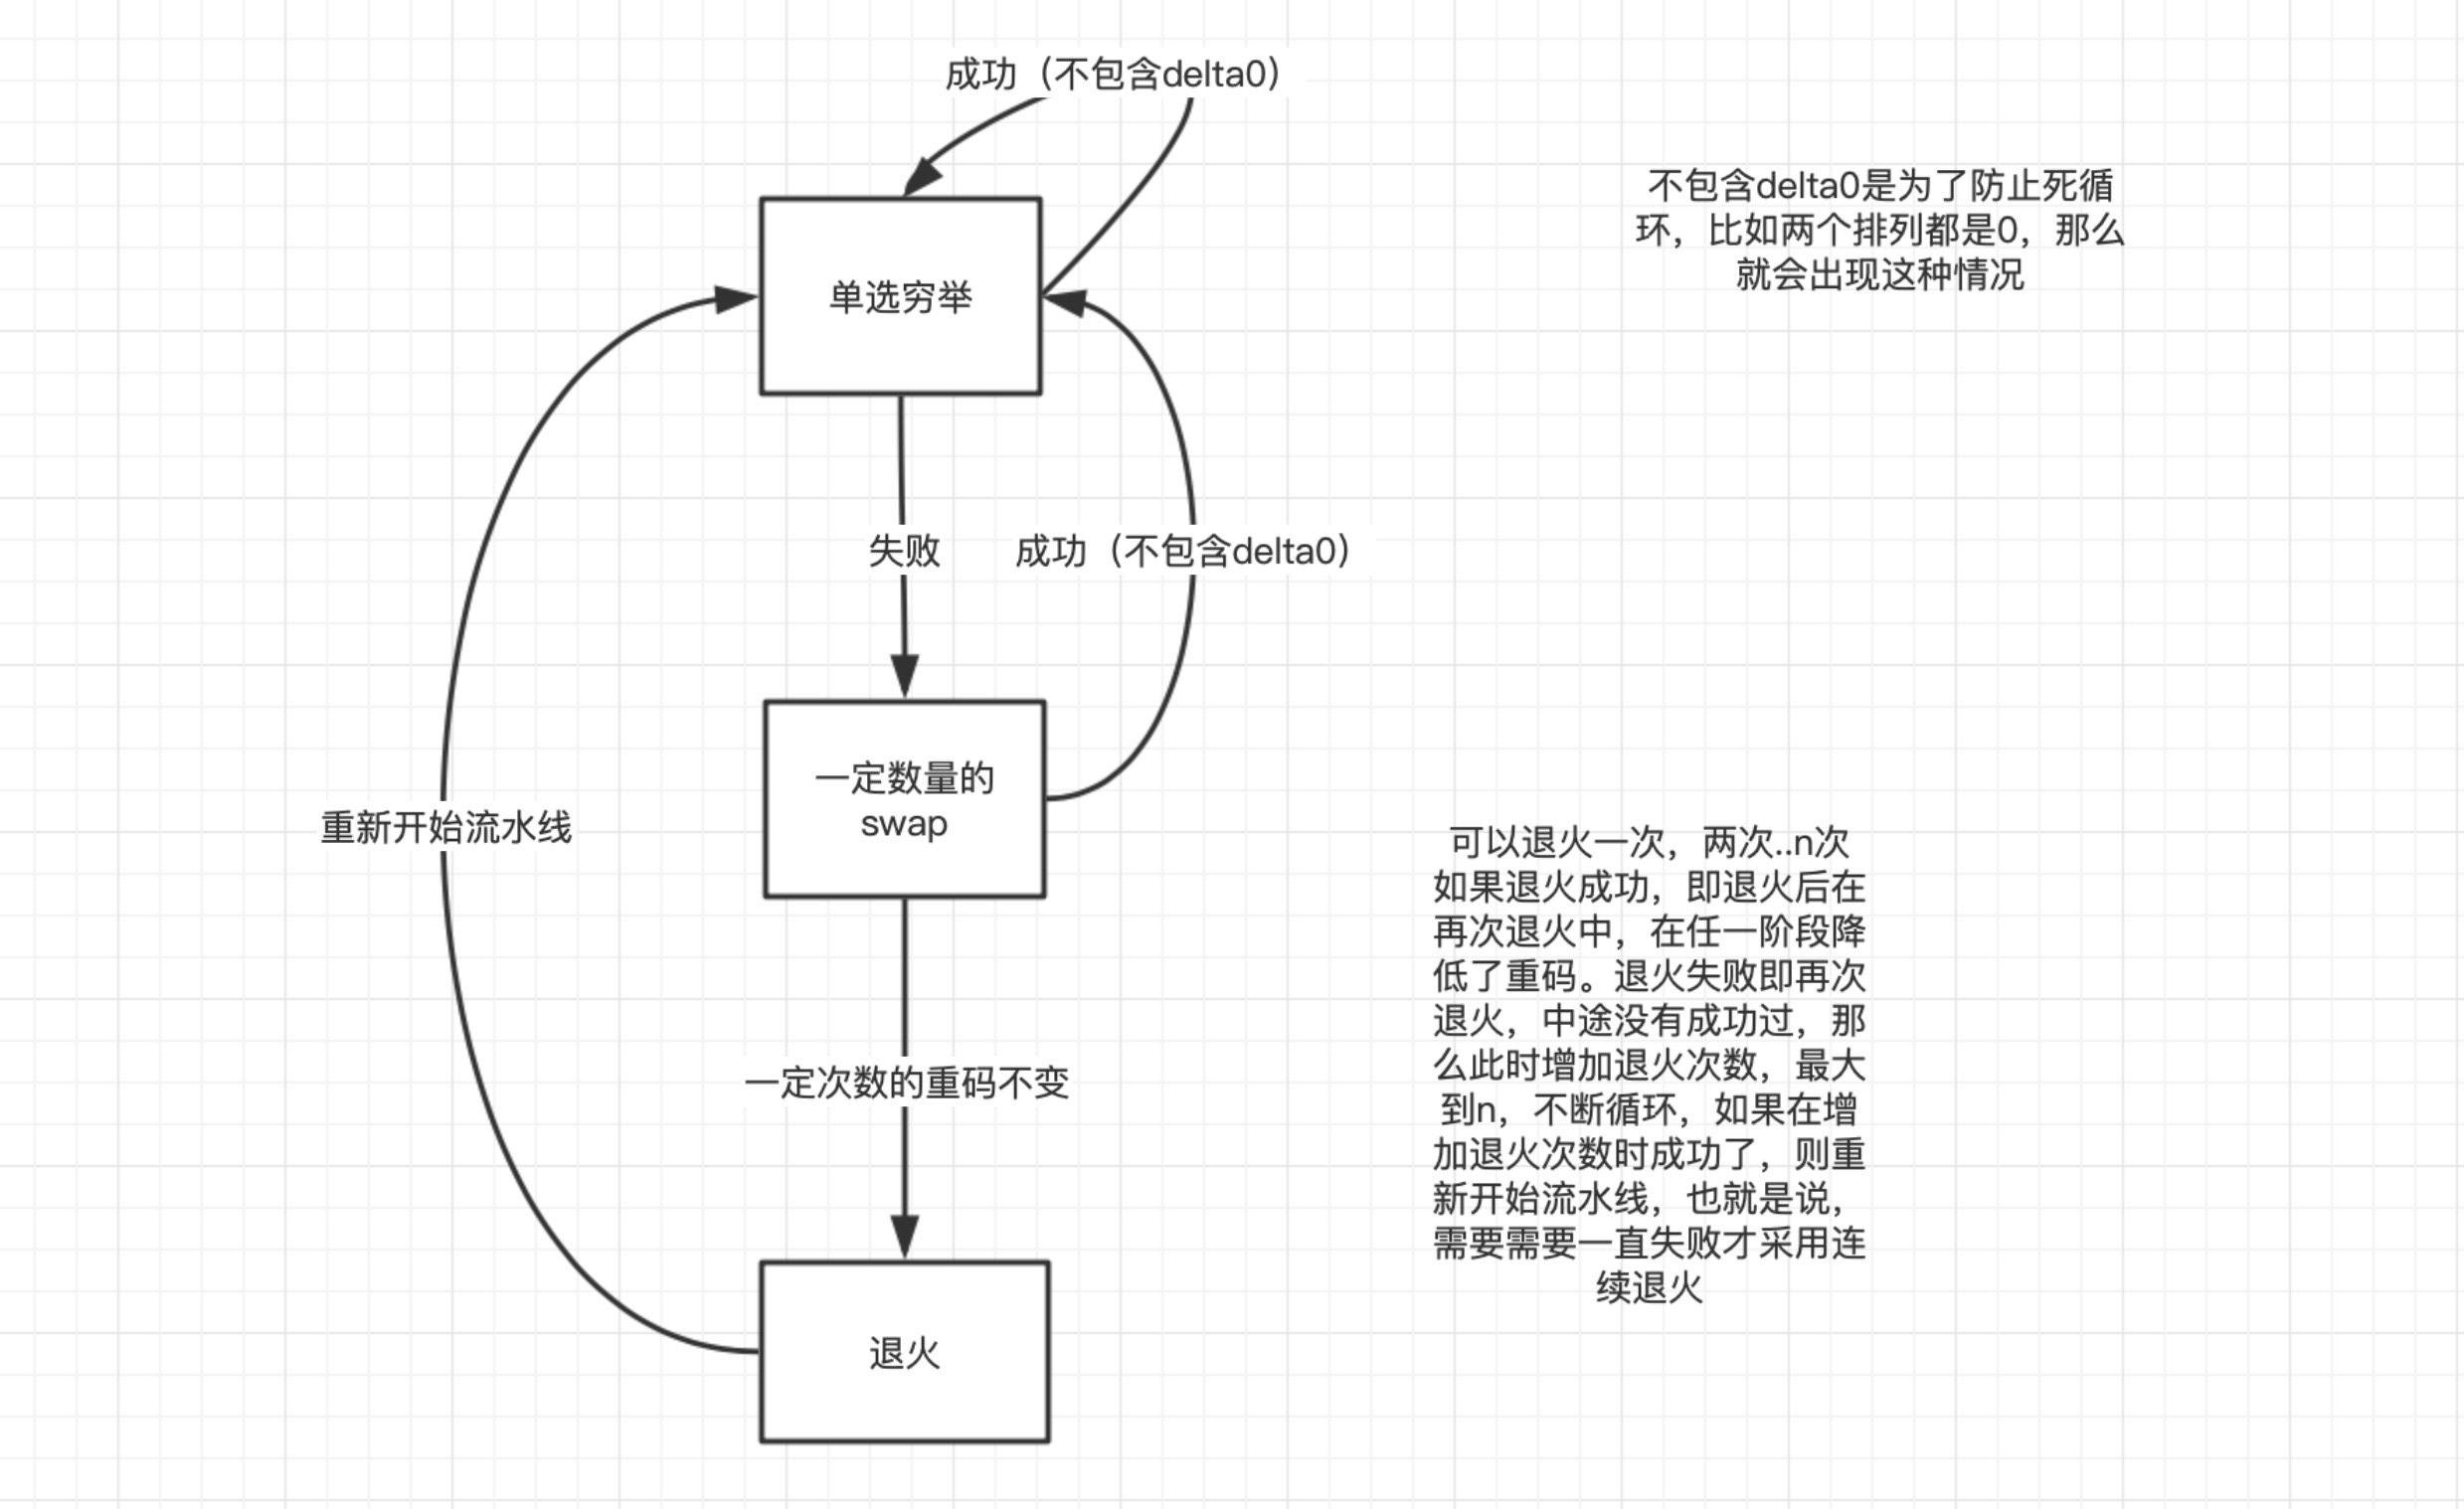 成功（不包含delta0）
不包含delta0是为了防止死循
环，比如两个排列都是0，那么
就会出现这种情况
单选穷举
失败
成功（不包含delta0）
一定数量的
swap
重新开始流水线
可以退火一次，两次..n次
如果退火成功，即退火后在
再次退火中，在任一阶段降
低了重码。退火失败即再次
退火，中途没有成功过，那
么此时增加退火次数，最大
到n，不断循环，如果在增
加退火次数时成功了，则重
新开始流水线，也就是说，
需要需要一直失败才采用连
续退火
一定次数的重码不变
退火